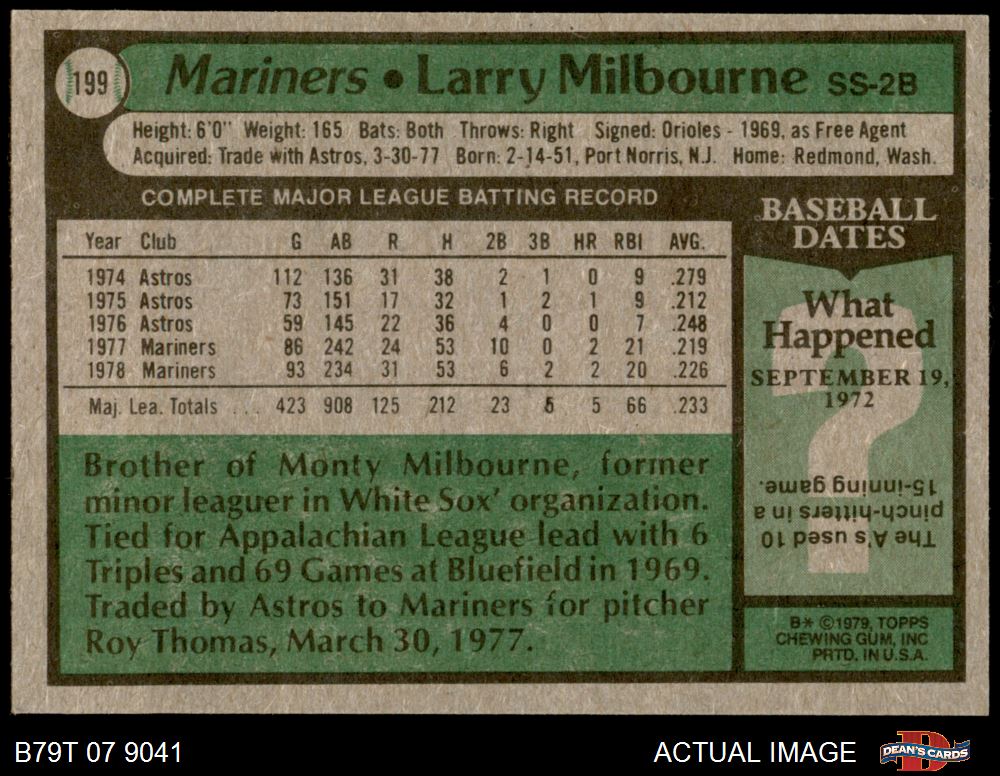 199
Mariners • Larry Milbourne SS-2B
Height: 6'0" Weight: 165 Bats: Both Throws: Right Signed: Orioles - 1969, as Free Agent
Acquired: Trade with Astros, 3-30-77 Born: 2-14-51, Port Norris, N.J. Home: Redmond, Wash.
COMPLETE MAJOR LEAGUE BATTING RECORD
Year Club G AB R H 2B 3B HR RBI AVG.
1974 Astros 112 136 31 38 2 1 0 9 .279
1975 Astros 73 151 17 32 1 2 1 9 .212
1976 Astros 59 145 22 36 4 0 0 7 .248
1977 Mariners 86 242 24 53 10 0 2 21 .219
1978 Mariners 93 234 31 53 6 2 2 20 .226
Maj. Lea. Totals ... 423 908 125 212 23 5 5 66 .233
Brother of Monty Milbourne, former
minor leaguer in White Sox' organization.
Tied for Appalachian League lead with 6
Triples and 69 Games at Bluefield in 1969.
Traded by Astros to Mariners for pitcher
Roy Thomas, March 30, 1977.
BASEBALL
DATES
What
Happened
SEPTEMBER 19,
1972
?
The A's used 10
pinch-hitters in a
15-inning game.
B* ©1979, TOPPS
CHEWING GUM, INC
PRTD. IN U.S.A.
B79T 07 9041
ACTUAL IMAGE
D
DEAN'S CARDS